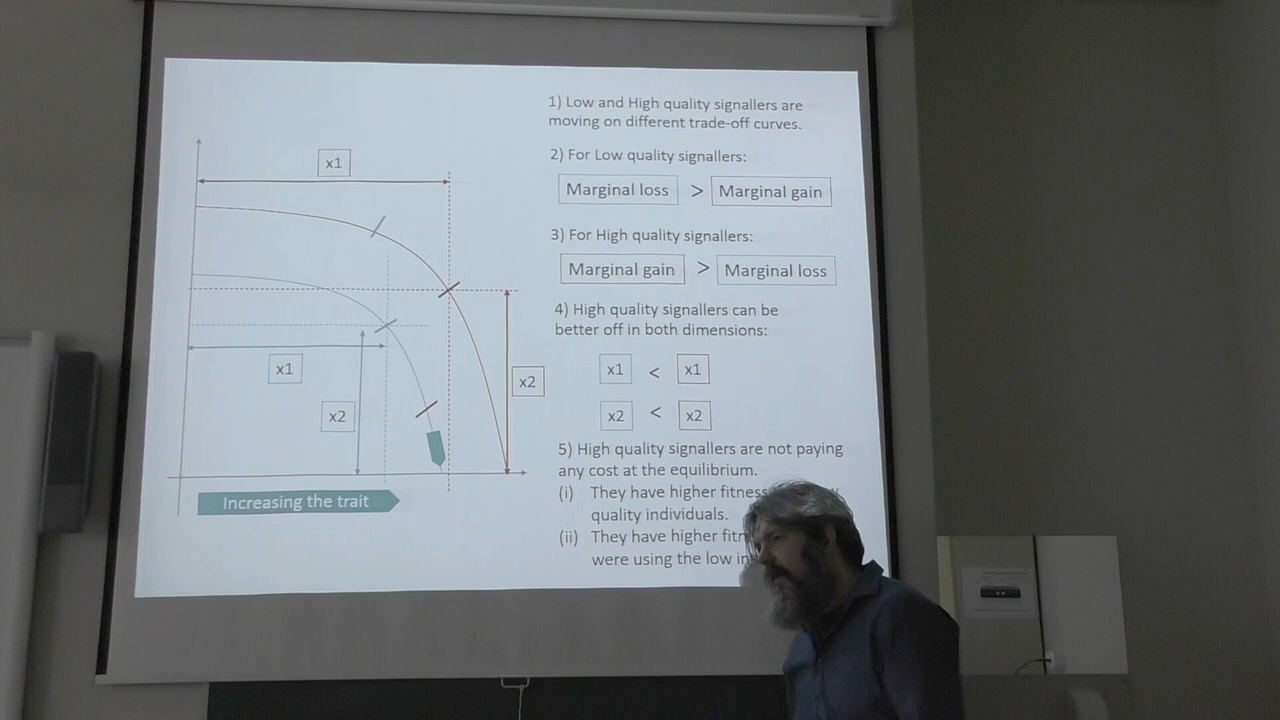 1) Low and High quality signallers are
moving on different trade-off curves.
2) For Low quality signallers:
Marginal loss > Marginal gain
3) For High quality signallers:
Marginal gain > Marginal loss
4) High quality signallers can be
better off in both dimensions:
x1 < x1
x2 < x2
5) High quality signallers are not paying
any cost at the equilibrium.
(i) They have higher fitness
quality individuals.
(ii) They have higher
were using the low
x1
x2
x1
x2
Increasing the trait